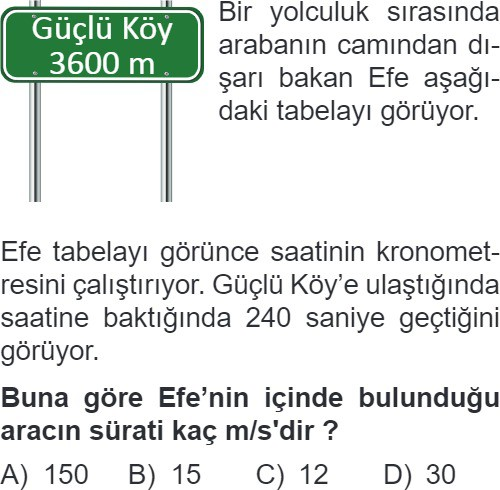 Güçlü Köy
3600 m
Bir yolculuk sırasında
arabanın camından dı-
şarı bakan Efe aşağı-
daki tabelayı görüyor.
Efe tabelayı görünce saatinin kronomet-
resini çalıştırıyor. Güçlü Köy’e ulaştığında
saatine baktığında 240 saniye geçtiğini
görüyor.
Buna göre Efe’nin içinde bulunduğu
aracın sürati kaç m/s'dir ?
A) 150 B) 15 C) 12 D) 30